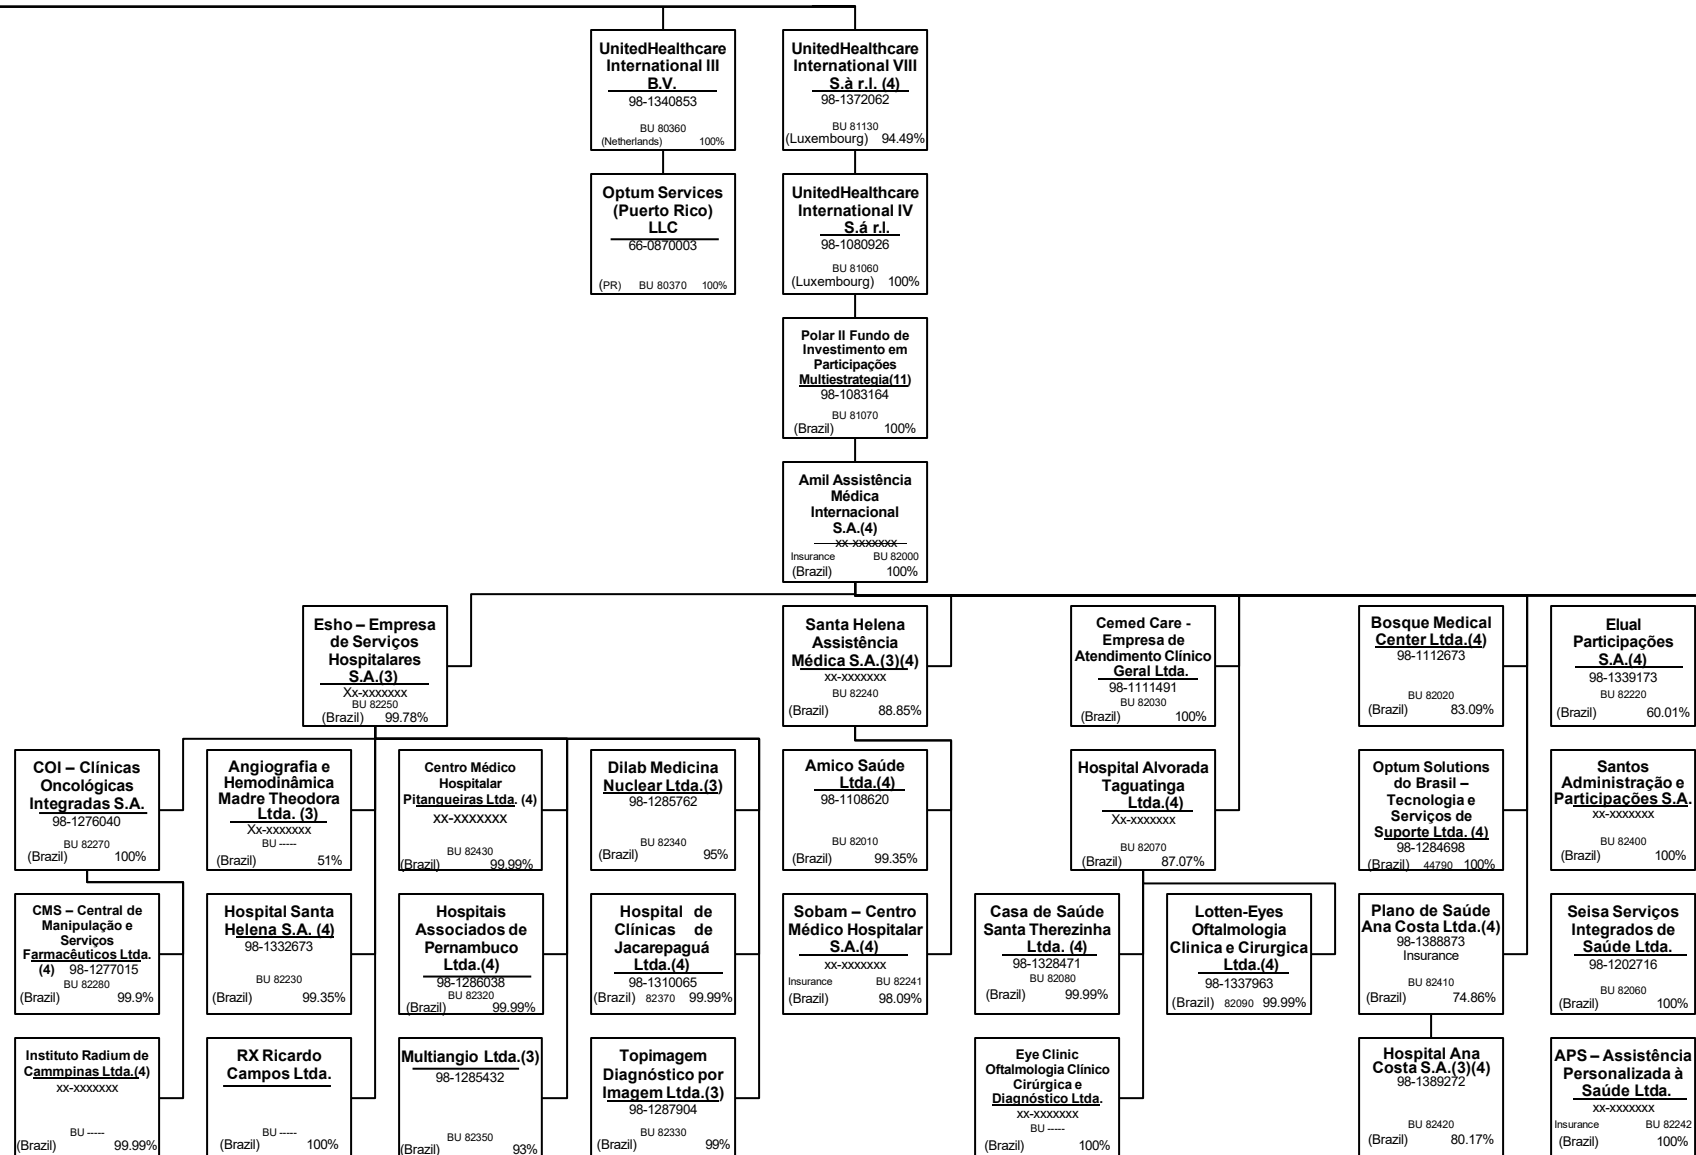 UnitedHealthcare
International III
B.V.
98-1340853
BU 80360
(Netherlands) 100%
UnitedHealthcare
International VIII
S.à r.l. (4)
98-1372062
BU 81130
(Luxembourg) 94.49%
Optum Services
(Puerto Rico)
LLC
66-0870003
(PR) BU 80370 100%
UnitedHealthcare
International IV
S.á r.l.
98-1080926
BU 81060
(Luxembourg) 100%
Polar II Fundo de
Investimento em
Participações
Multiestrategia(11)
98-1083164
BU 81070
(Brazil) 100%
Amil Assistência
Médica
Internacional
S.A.(4)
xx-xxxxxxx
Insurance BU 82000
(Brazil) 100%
Esho – Empresa
de Serviços
Hospitalares
S.A.(3)
Xx-xxxxxxx
BU 82250
(Brazil) 99.78%
Santa Helena
Assistência
Médica S.A.(3)(4)
xx-xxxxxxx
BU 82240
(Brazil) 88.85%
Cemed Care -
Empresa de
Atendimento Clínico
Geral Ltda.
98-1111491
BU 82030
(Brazil) 100%
Bosque Medical
Center Ltda.(4)
98-1112673
BU 82020
(Brazil) 83.09%
Elual
Participações
S.A.(4)
98-1339173
BU 82220
(Brazil) 60.01%
COI – Clínicas
Oncológicas
Integradas S.A.
98-1276040
BU 82270
(Brazil) 100%
Angiografia e
Hemodinâmica
Madre Theodora
Ltda. (3)
Xx-xxxxxxx
BU -----
(Brazil) 51%
Centro Médico
Hospitalar
Pitangueiras Ltda. (4)
xx-xxxxxxx
BU 82430
(Brazil) 99.99%
Dilab Medicina
Nuclear Ltda.(3)
98-1285762
BU 82340
(Brazil) 95%
Amico Saúde
Ltda.(4)
98-1108620
BU 82010
(Brazil) 99.35%
Hospital Alvorada
Taguatinga
Ltda.(4)
Xx-xxxxxxx
BU 82070
(Brazil) 87.07%
Optum Solutions
do Brasil –
Tecnologia e
Serviços de
Suporte Ltda. (4)
98-1284698
(Brazil) 44790 100%
Santos
Administração e
Participações S.A.
xx-xxxxxxx
BU 82400
(Brazil) 100%
CMS – Central de
Manipulação e
Serviços
Farmacêuticos Ltda.
(4) 98-1277015
BU 82280
(Brazil) 99.9%
Hospital Santa
Helena S.A. (4)
98-1332673
BU 82230
(Brazil) 99.35%
Hospitais
Associados de
Pernambuco
Ltda.(4)
98-1286038
BU 82320
(Brazil) 99.99%
Hospital de
Clínicas de
Jacarepaguá
Ltda.(4)
98-1310065
(Brazil) 82370 99.99%
Sobam – Centro
Médico Hospitalar
S.A.(4)
xx-xxxxxxx
Insurance BU 82241
(Brazil) 98.09%
Casa de Saúde
Santa Therezinha
Ltda. (4)
98-1328471
BU 82080
(Brazil) 99.99%
Lotten-Eyes
Oftalmologia
Clinica e Cirurgica
Ltda.(4)
98-1337963
(Brazil) 82090 99.99%
Plano de Saúde
Ana Costa Ltda.(4)
98-1388873
Insurance
BU 82410
(Brazil) 74.86%
Seisa Serviços
Integrados de
Saúde Ltda.
98-1202716
BU 82060
(Brazil) 100%
Instituto Radium de
Cammpinas Ltda.(4)
xx-xxxxxxx
BU -----
(Brazil) 99.99%
RX Ricardo
Campos Ltda.
BU -----
(Brazil) 100%
Multiangio Ltda.(3)
98-1285432
BU 82350
(Brazil) 93%
Topimagem
Diagnóstico por
Imagem Ltda.(3)
98-1287904
BU 82330
(Brazil) 99%
Eye Clinic
Oftalmologia Clínico
Cirúrgica e
Diagnóstico Ltda.
xx-xxxxxxx
BU -----
(Brazil) 100%
Hospital Ana
Costa S.A.(3)(4)
98-1389272
BU 82420
(Brazil) 80.17%
APS – Assistência
Personalizada à
Saúde Ltda.
xx-xxxxxxx
Insurance BU 82242
(Brazil) 100%